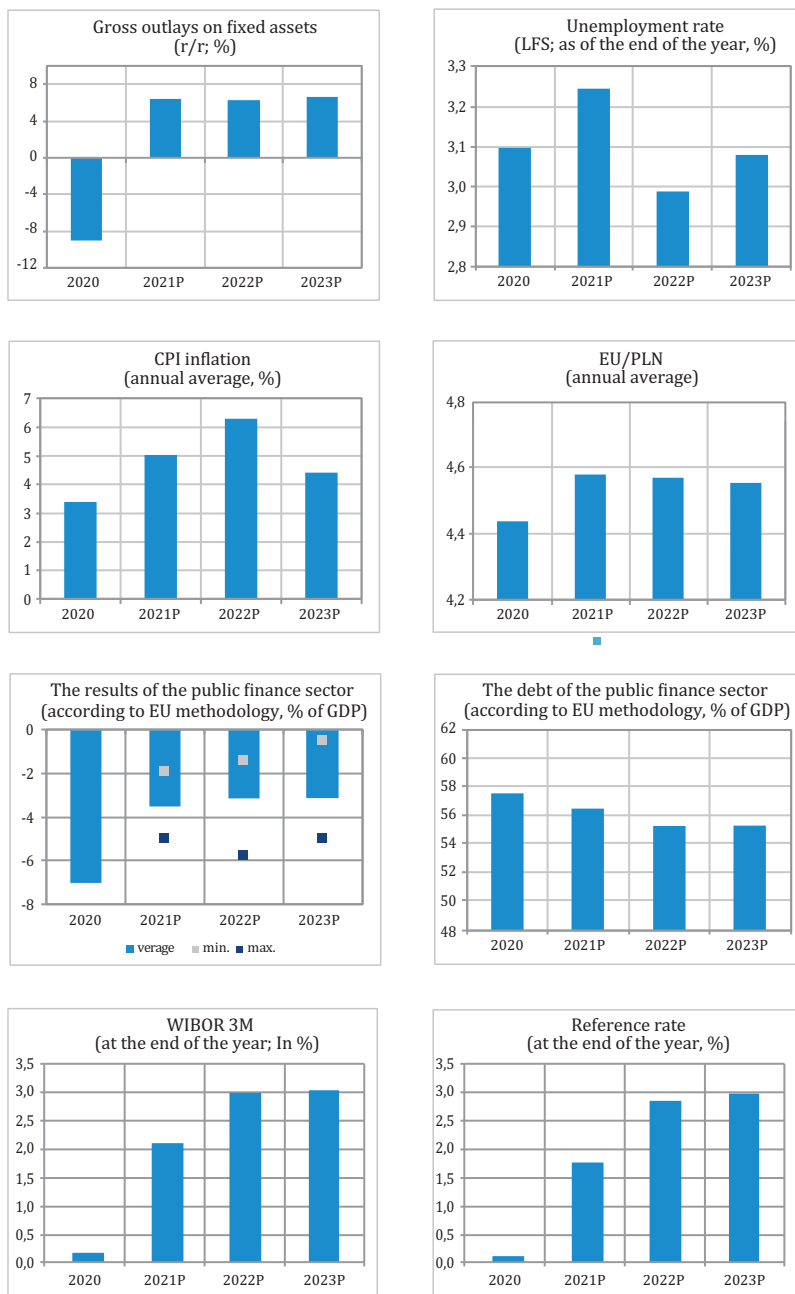 Gross outlays on fixed assets
(r/r; %)
8
4
0
-4
-8
-12
2020 2021P 2022P 2023P
Unemployment rate
(LFS; as of the end of the year, %)
3,3
3,2
3,1
3,0
2,9
2,8
2020 2021P 2022P 2023P
CPI inflation
(annual average, %)
7
6
5
4
3
2
1
0
2020 2021P 2022P 2023P
EU/PLN
(annual average)
4,8
4,6
4,4
4,2
2020 2021P 2022P 2023P
The results of the public finance sector
(according to EU methodology, % of GDP)
0
-2
-4
-6
-8
2020 2021P 2022P 2023P
verage min. max.
The debt of the public finance sector
(according to EU methodology, % of GDP)
62
60
58
56
54
52
50
48
2020 2021P 2022P 2023P
WIBOR 3M
(at the end of the year; In %)
3,5
3,0
2,5
2,0
1,5
1,0
0,5
0,0
2020 2021P 2022P 2023P
Reference rate
(at the end of the year, %)
3,5
3,0
2,5
2,0
1,5
1,0
0,5
0,0
2020 2021P 2022P 2023P